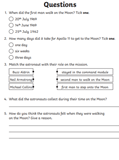 Questions
1. When did the first man walk on the Moon? Tick one.
20th July 1969
16th June 1969
25th July 1962
2. How many days did it take for Apollo 11 to get to the Moon? Tick one.
one day
six weeks
three days
3. Match the astronaut with their role on the mission.
Buzz Aldrin stayed in the command module
Neil Armstrong second man to walk on the Moon
Michael Collins first man to step onto the Moon
4. What did the astronauts collect during their time on the Moon?
5. How do you think the astronauts felt when they were walking
on the Moon? Give a reason.